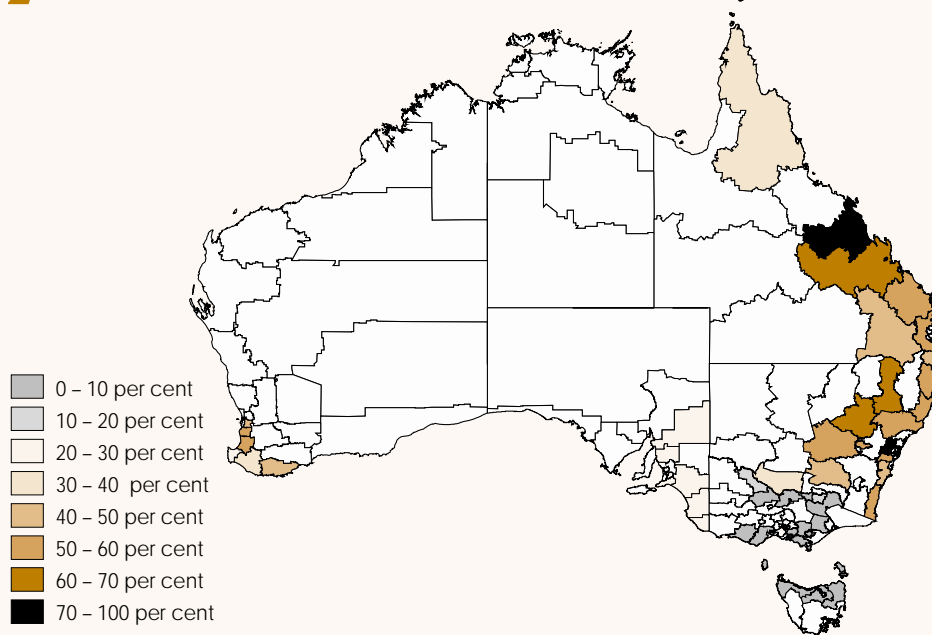 0 – 10 per cent
10 – 20 per cent
20 – 30 per cent
30 – 40 per cent
40 – 50 per cent
50 – 60 per cent
60 – 70 per cent
70 – 100 per cent